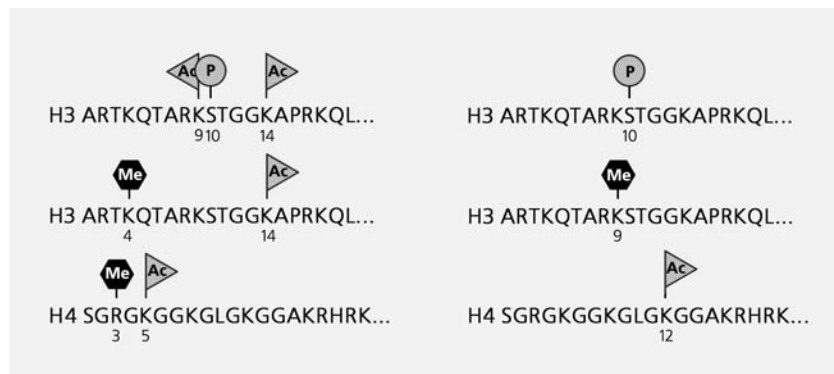 Ac P Ac
H3 ARTKQTARKSTGGKAPRKQL...
9 10 14
Me Ac
H3 ARTKQTARKSTGGKAPRKQL...
4 14
Me Ac
H4 SGRGKGGKGLGKGGAKRHRK...
3 5
P
H3 ARTKQTARKSTGGKAPRKQL...
10
Me
H3 ARTKQTARKSTGGKAPRKQL...
9
Ac
H4 SGRGKGGKGLGKGGAKRHRK...
12